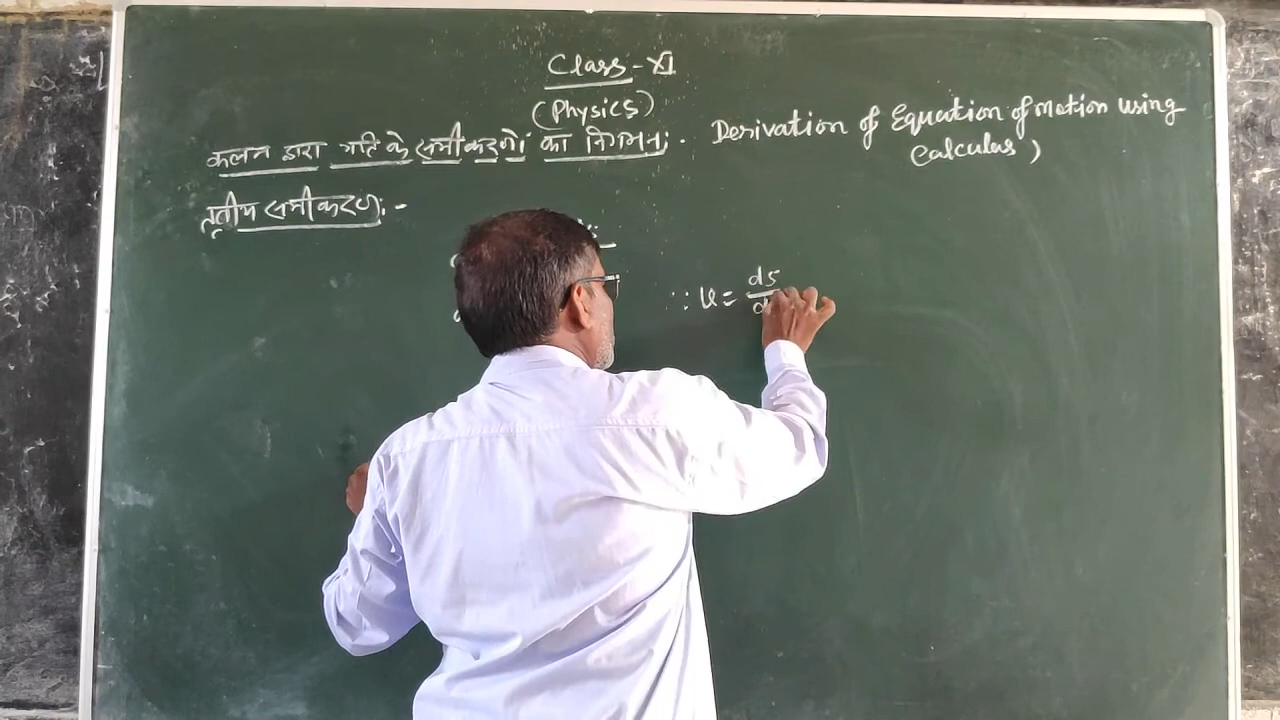 Class-XI
(Physics)
कलन द्वारा गति के समीकरणों का निगमन:- Derivation of Equation of motion using
Calculus)
तृतीय समीकरण:-
∵ v = ds